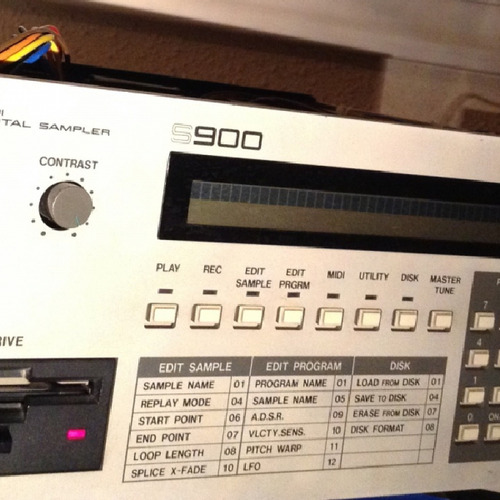 TAL SAMPLER
S900
CONTRAST
PLAY
REC
EDIT SAMPLE
EDIT PRGRM
MIDI
UTILITY
DISK
MASTER TUNE
7
4
1
0
EDIT SAMPLE
SAMPLE NAME 01
REPLAY MODE 04
START POINT 06
END POINT 07
LOOP LENGTH 08
SPLICE X-FADE 10
EDIT PROGRAM
PROGRAM NAME 01
SAMPLE NAME 05
A.D.S.R. 09
VLCTY.SENS. 10
PITCH WARP 11
LFO 12
DISK
LOAD FROM DISK 01
SAVE TO DISK 04
ERASE FROM DISK 07
DISK FORMAT 08